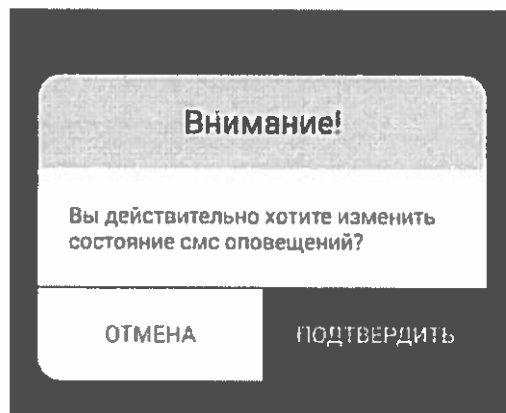 Внимание!
Вы действительно хотите изменить
состояние смс оповещений?
ОТМЕНА
ПОДТВЕРДИТЬ